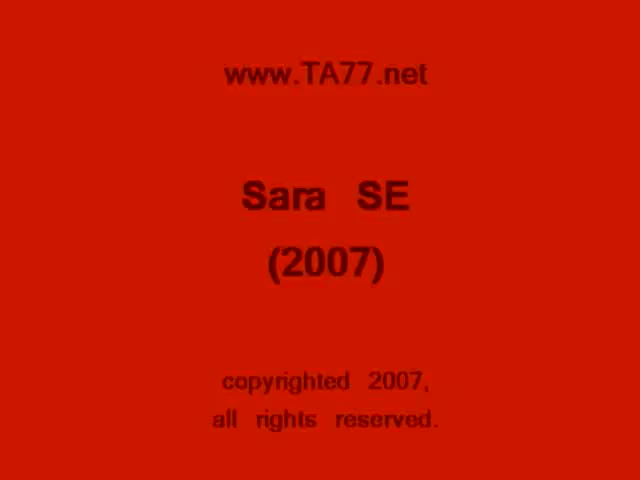 www.TA77.net
Sara SE
(2007)
copyrighted 2007,
all rights reserved.